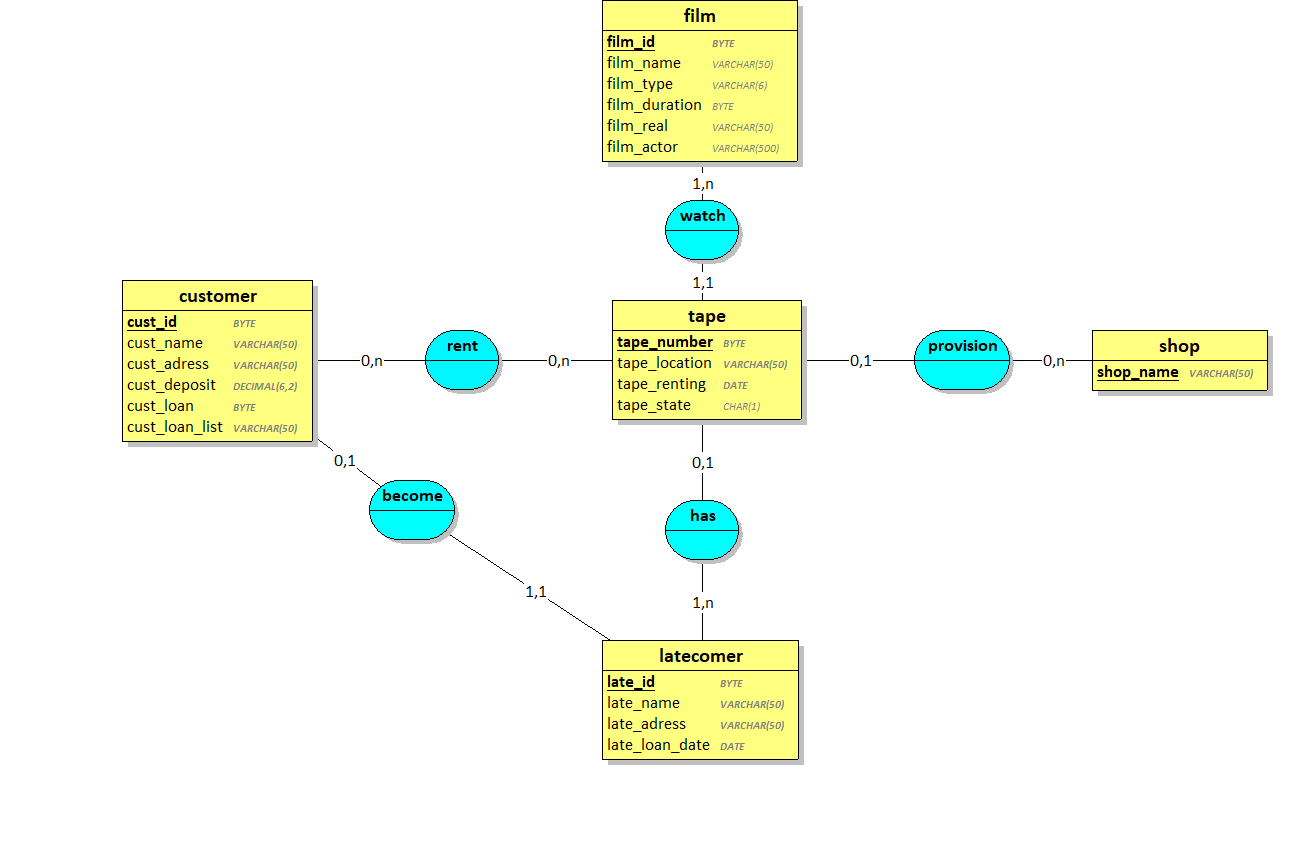 film
film_id BYTE
film_name VARCHAR(50)
film_type VARCHAR(6)
film_duration BYTE
film_real VARCHAR(50)
film_actor VARCHAR(500)
1,n
watch
1,1
customer
cust_id BYTE
cust_name VARCHAR(50)
cust_adress VARCHAR(50)
cust_deposit DECIMAL(6,2)
cust_loan BYTE
cust_loan_list VARCHAR(50)
0,n
rent
0,n
tape
tape_number BYTE
tape_location VARCHAR(50)
tape_renting DATE
tape_state CHAR(1)
0,1
provision
0,n
shop
shop_name VARCHAR(50)
0,1
become
1,1
0,1
has
1,n
latecomer
late_id BYTE
late_name VARCHAR(50)
late_adress VARCHAR(50)
late_loan_date DATE